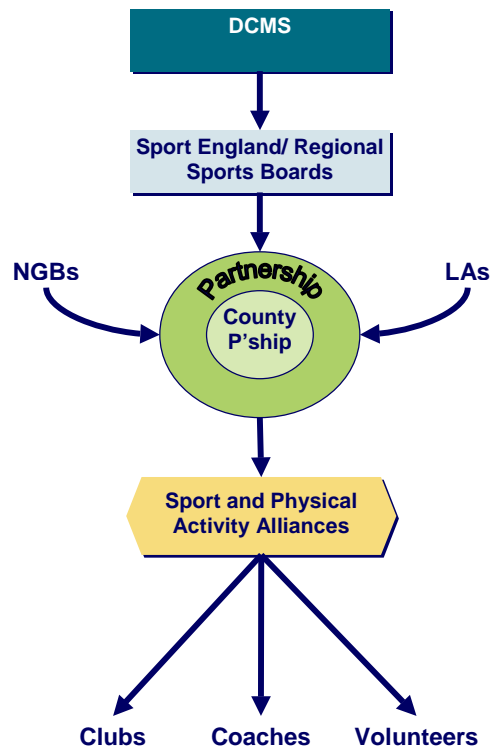 DCMS
Sport England/ Regional
Sports Boards
NGBs
LAs
Partnership
County
P'ship
Sport and Physical
Activity Alliances
Clubs
Coaches
Volunteers